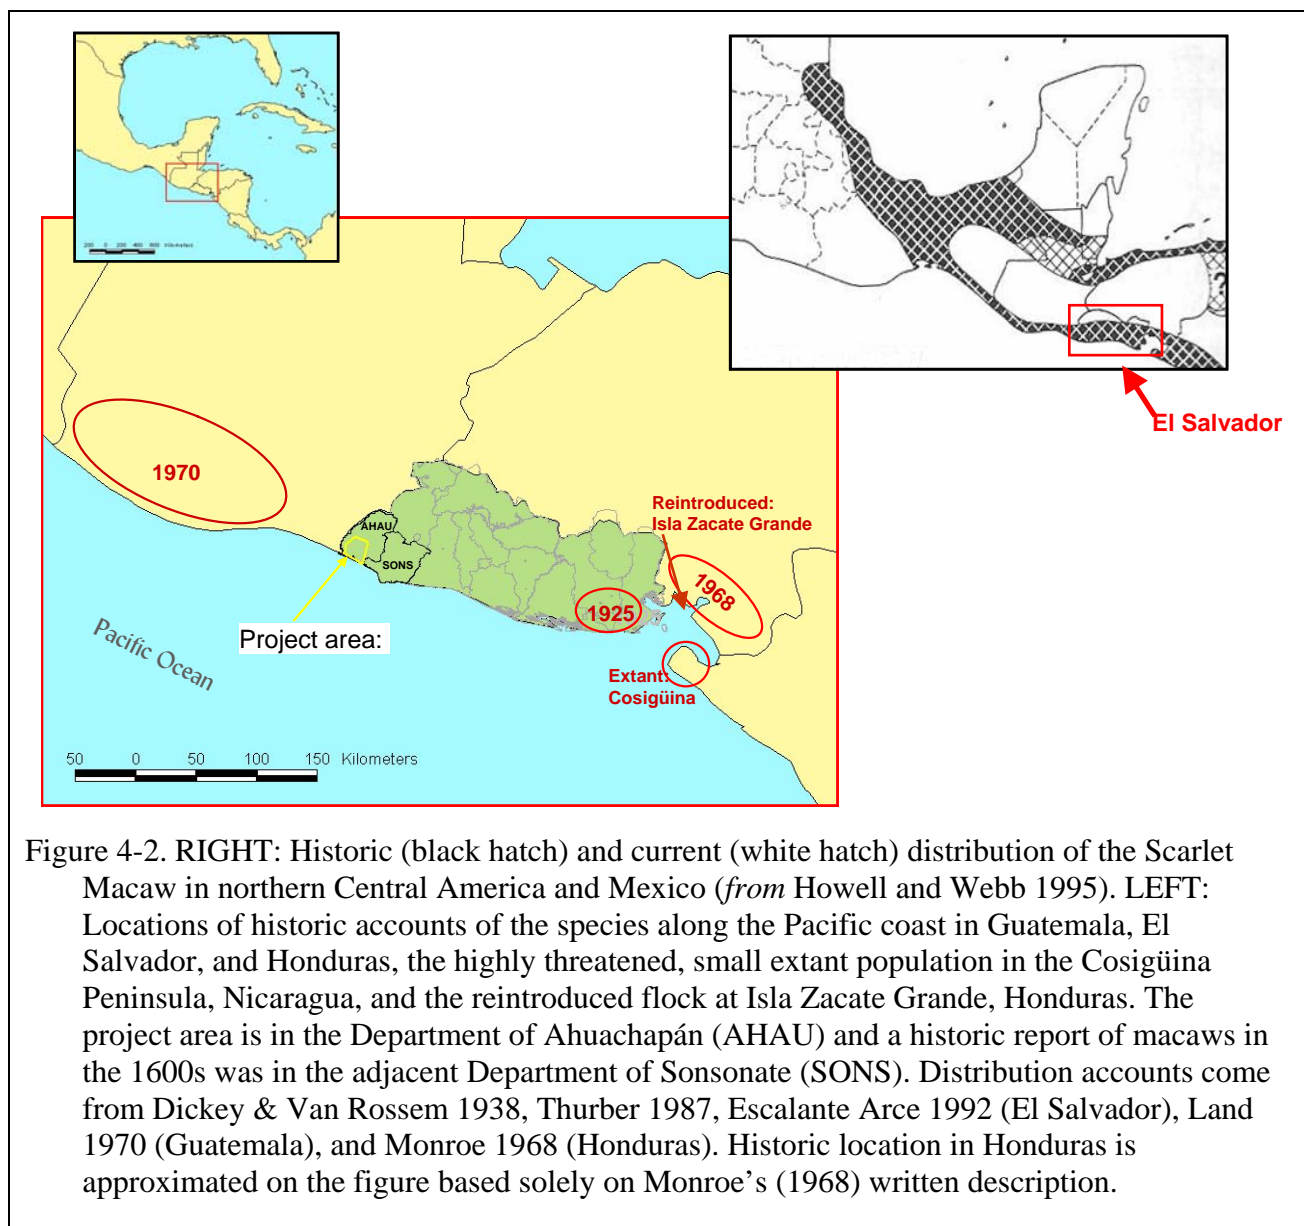 200 0 200 400 600 Kilometers
?
El Salvador
1970
Reintroduced:
Isla Zacate Grande
AHAU
SONS
1968
1925
Project area:
Pacific Ocean
Extant:
Cosigüina
50 0 50 100 150 Kilometers
Figure 4-2. RIGHT: Historic (black hatch) and current (white hatch) distribution of the Scarlet
Macaw in northern Central America and Mexico (from Howell and Webb 1995). LEFT:
Locations of historic accounts of the species along the Pacific coast in Guatemala, El
Salvador, and Honduras, the highly threatened, small extant population in the Cosigüina
Peninsula, Nicaragua, and the reintroduced flock at Isla Zacate Grande, Honduras. The
project area is in the Department of Ahuachapán (AHAU) and a historic report of macaws in
the 1600s was in the adjacent Department of Sonsonate (SONS). Distribution accounts come
from Dickey & Van Rossem 1938, Thurber 1987, Escalante Arce 1992 (El Salvador), Land
1970 (Guatemala), and Monroe 1968 (Honduras). Historic location in Honduras is
approximated on the figure based solely on Monroe’s (1968) written description.